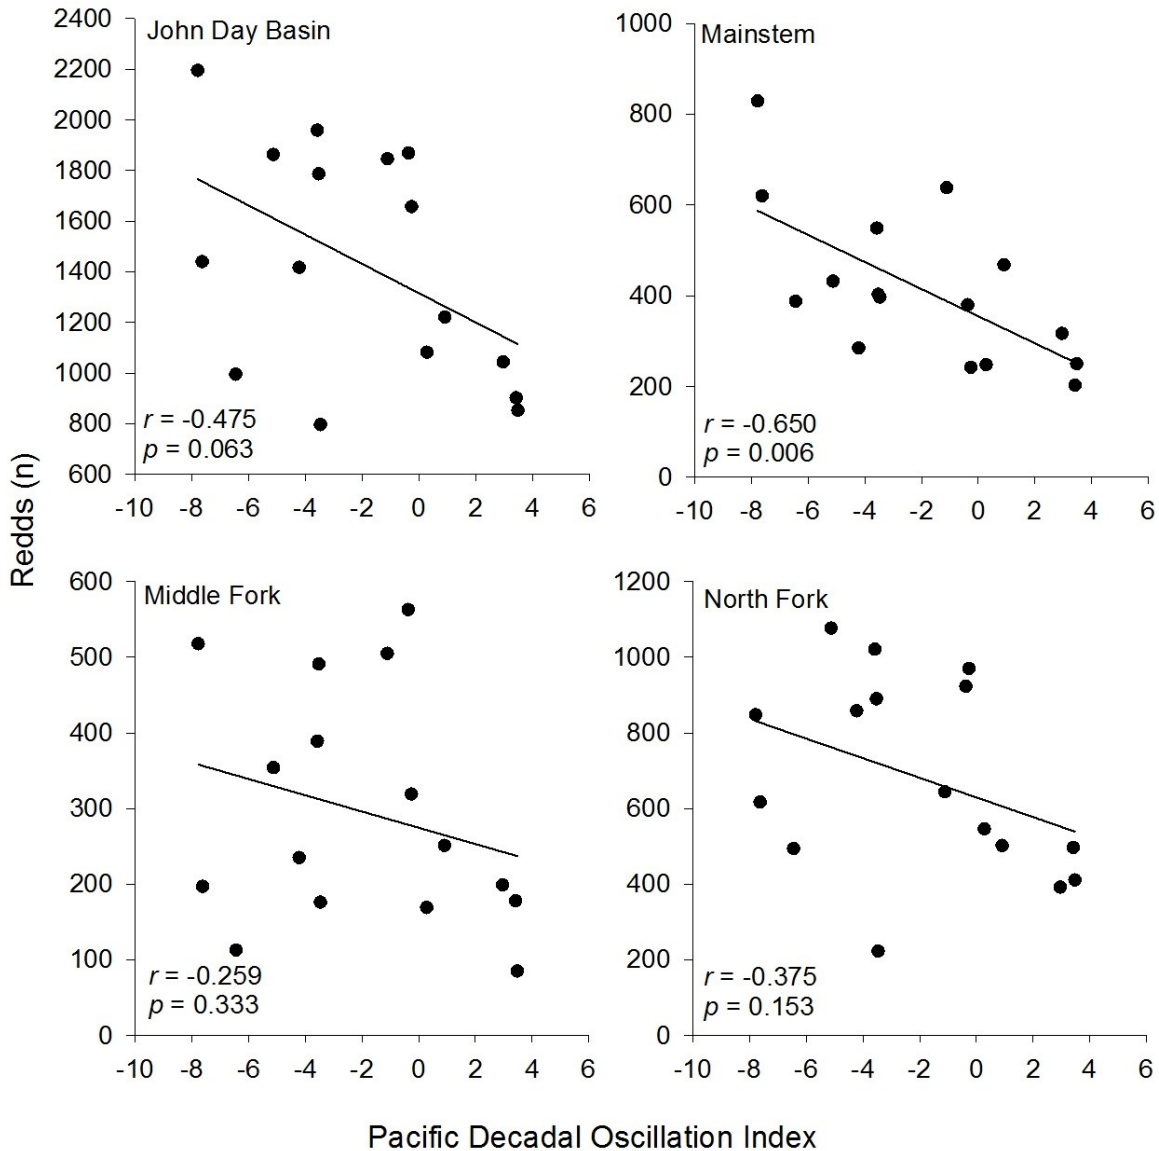 2400
2200
2000
1800
1600
1400
1200
1000
800
600
John Day Basin
r = -0.475
p = 0.063
-10 -8 -6 -4 -2 0 2 4 6
1000
800
600
400
200
0
Mainstem
r = -0.650
p = 0.006
-10 -8 -6 -4 -2 0 2 4 6
Redds (n)
600
500
400
300
200
100
0
Middle Fork
r = -0.259
p = 0.333
-10 -8 -6 -4 -2 0 2 4 6
1200
1000
800
600
400
200
0
North Fork
r = -0.375
p = 0.153
-10 -8 -6 -4 -2 0 2 4 6
Pacific Decadal Oscillation Index